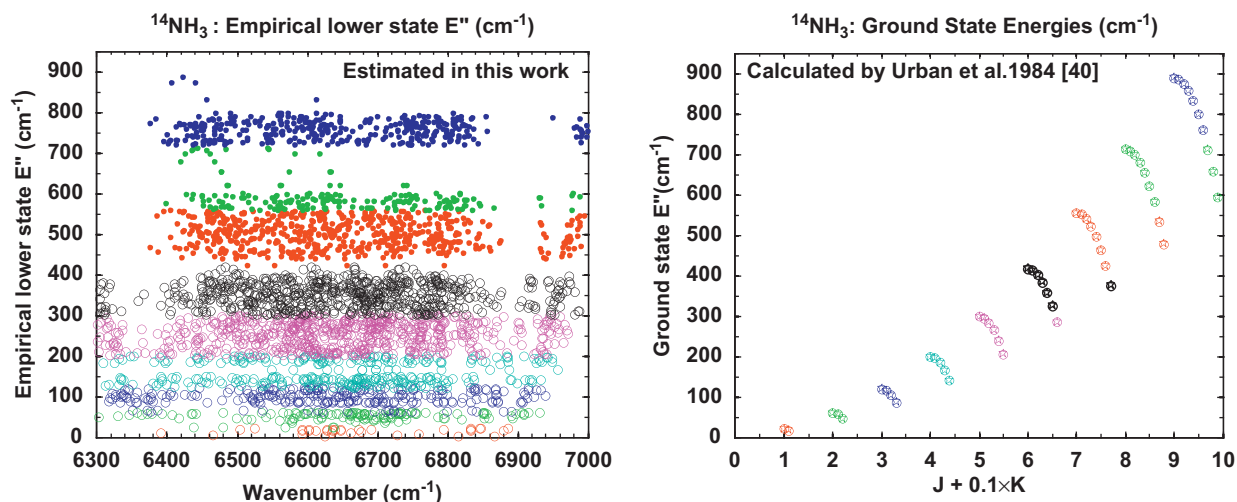 ¹⁴NH₃ : Empirical lower state E" (cm⁻¹)
Empirical lower state E" (cm⁻¹)
900
800
700
600
500
400
300
200
100
0
Estimated in this work
6300 6400 6500 6600 6700 6800 6900 7000
Wavenumber (cm⁻¹)
¹⁴NH₃: Ground State Energies (cm⁻¹)
Ground state E"(cm⁻¹)
900
800
700
600
500
400
300
200
100
0
Calculated by Urban et al.1984 [40]
0 1 2 3 4 5 6 7 8 9 10
J + 0.1×K